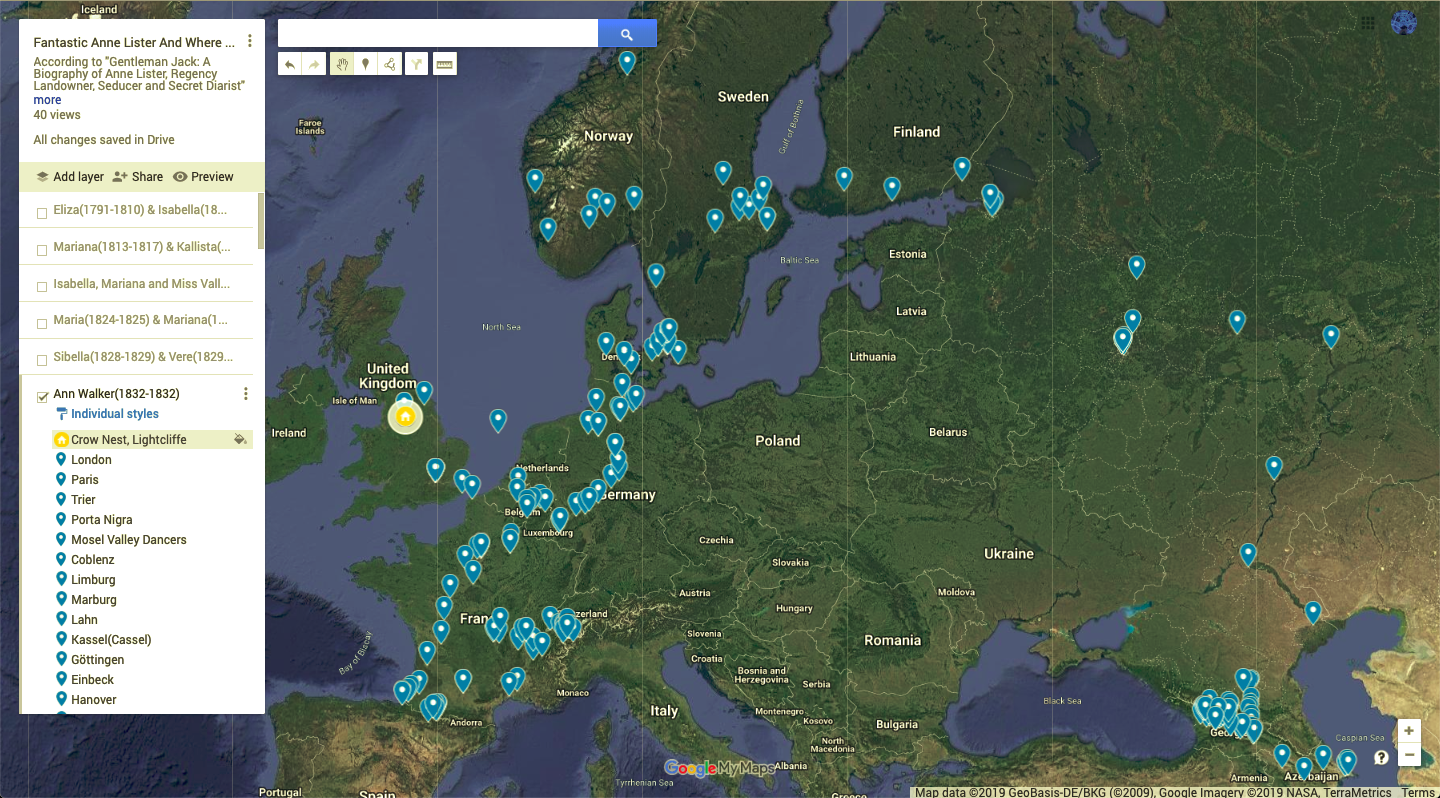 Iceland
Fantastic Anne Lister And Where ...
According to "Gentleman Jack: A
Biography of Anne Lister, Regency
Landowner, Seducer and Secret Diarist"
more
40 views
All changes saved in Drive
Add layer
Share
Preview
Eliza(1791-1810) & Isabella(18...
Mariana(1813-1817) & Kallista(...
Isabella, Mariana and Miss Vall...
Maria(1824-1825) & Mariana(1...
Sibella(1828-1829) & Vere(1829...
Ann Walker(1832-1832)
Individual styles
Crow Nest, Lightcliffe
London
Paris
Trier
Porta Nigra
Mosel Valley Dancers
Coblenz
Limburg
Marburg
Lahn
Kassel(Cassel)
Göttingen
Einbeck
Hanover
Sweden
Norway
Finland
Gulf of Bothnia
Faroe
Islands
Estonia
Baltic Sea
Latvia
North Sea
Lithuania
United
Kingdom
Isle of Man
Ireland
Poland
Belarus
Netherlands
Germany
Luxembourg
Czechia
Ukraine
Slovakia
Austria
Moldova
Hungary
Slovenia
Romania
Croatia
Bay of Biscay
Bosnia and
Herzegovina
Serbia
Monaco
Italy
Black Sea
Andorra
Montenegro
Kosovo
Bulgaria
North
Macedonia
Caspian Sea
Google My Maps
Albania
Tyrrhenian Sea
Armenia
Azerbaijan
Portugal
Spain
Greece
Map data ©2019 GeoBasis-DE/BKG (©2009), Google Imagery ©2019 NASA, TerraMetrics
Terms